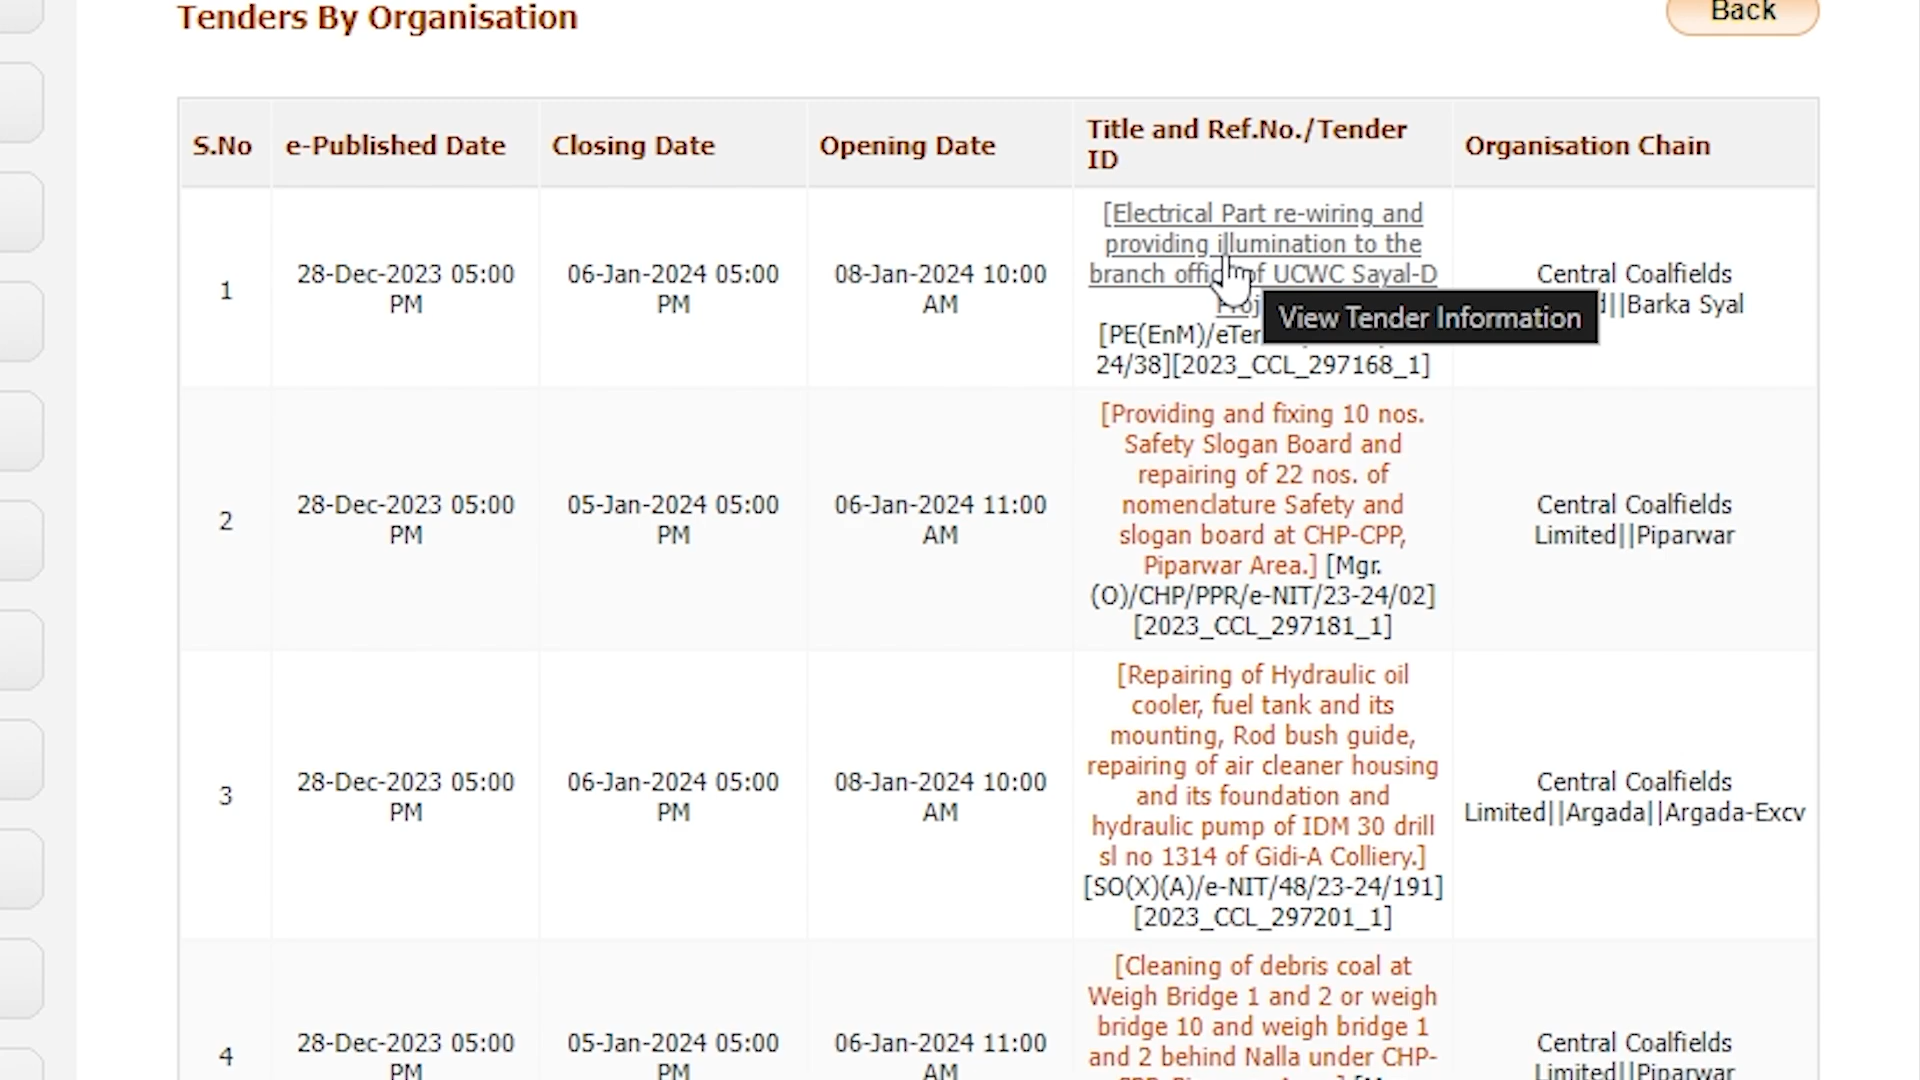 Tenders By Organisation
Back
S.No
e-Published Date
Closing Date
Opening Date
Title and Ref.No./Tender
ID
Organisation Chain
1
28-Dec-2023 05:00
PM
06-Jan-2024 05:00
PM
08-Jan-2024 10:00
AM
[Electrical Part re-wiring and
providing illumination to the
branch of UCWC Sayal-D
24/38][2023_CCL_297168_1]
Central Coalfields
||Barka Syal
View Tender Information
2
28-Dec-2023 05:00
PM
05-Jan-2024 05:00
PM
06-Jan-2024 11:00
AM
[Providing and fixing 10 nos.
Safety Slogan Board and
repairing of 22 nos. of
nomenclature Safety and
slogan board at CHP-CPP,
Piparwar Area.] [Mgr.
(O)/CHP/PPR/e-NIT/23-24/02]
[2023_CCL_297181_1]
Central Coalfields
Limited||Piparwar
3
28-Dec-2023 05:00
PM
06-Jan-2024 05:00
PM
08-Jan-2024 10:00
AM
[Repairing of Hydraulic oil
cooler, fuel tank and its
mounting, Rod bush guide,
repairing of air cleaner housing
and its foundation and
hydraulic pump of IDM 30 drill
sl no 1314 of Gidi-A Colliery.]
[SO(X)(A)/e-NIT/48/23-24/191]
[2023_CCL_297201_1]
Central Coalfields
Limited||Argada||Argada-Excv
4
28-Dec-2023 05:00
PM
05-Jan-2024 05:00
PM
06-Jan-2024 11:00
AM
[Cleaning of debris coal at
Weigh Bridge 1 and 2 or weigh
bridge 10 and weigh bridge 1
and 2 behind Nalla under CHP-
Central Coalfields
Limited||Piparwar